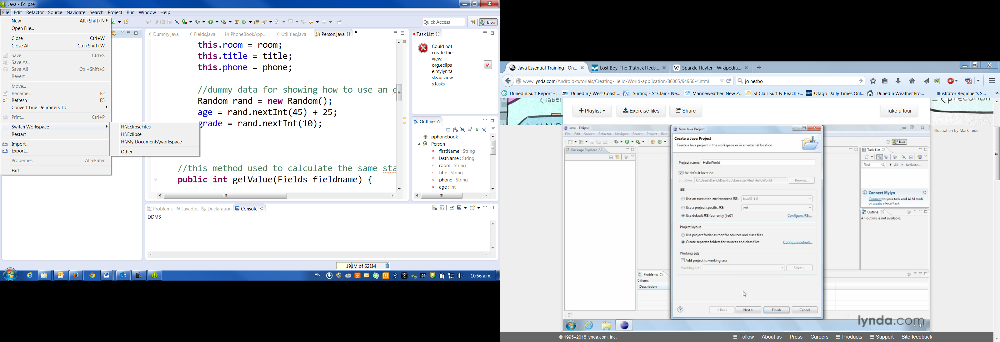 Java - Eclipse
File Edit Refactor Source Navigate Search Project Run Window Help
New Alt+Shift+N
Open File...
Close Ctrl+W
Close All Ctrl+Shift+W
Save Ctrl+S
Save As...
Save All Ctrl+Shift+S
Revert
Move...
Rename... F2
Refresh F5
Convert Line Delimiters To
Print... Ctrl+P
Switch Workspace
Restart
Import...
Export...
Properties Alt+Enter
Exit
H:\EclipseFiles
H:\Eclipse
H:\My Documents\workspace
Other...
Quick Access
Java
Dummy.java Fields.java PhoneBookApp... Utilities.java Person.java »1
this.room = room;
this.title = title;
this.phone = phone;
//dummy data for showing how to use an e
Random rand = new Random();
age = rand.nextInt(45) + 25;
grade = rand.nextInt(10);
//this method used to calculate the same sta
public int getValue(Fields fieldname) {
Task List
Could not
create the
view:
org.eclips
e.mylyn.ta
sks.ui.view
s.tasks
Outline
pphonebook
Person
firstName : String
lastName : String
room : String
title : String
phone : String
age : int
Problems @ Javadoc Declaration Console
DDMS
191M of 621M
EN
10:56 a.m.
Java Essential Training | On... Lost Boy, The (Patrick Heds... Sparkle Hayter - Wikipedia...
www.lynda.com/Android-tutorials/Creating-Hello-World-application/86005/94966-4.html
jo nesbo
ABP
Dunedin Surf Report - ... Dunedin / West Coast ... Surfing - St Clair - Ne... Marineweather: New Z... St Clair Surf & Beach F... ODT Otago Daily Times Onl... Dunedin Weather Fro... Illustrator Beginner's S... »
<label
Playlist
Exercise files
Share
Take a tour
Illustration by Mark Todd
Java - Eclipse
File Edit Source Refactor Navigate Search Project Run
Package Explorer
New Java Project
Create a Java Project
Create a Java project in the workspace or in an external location.
Project name: HelloWorld
Use default location
Location: C:\Users\David\Desktop\Exercise Files\HelloWorld Browse...
JRE
Use an execution environment JRE: JavaSE-1.6
Use a project specific JRE: jre6
Use default JRE (currently 'jre6') Configure JREs...
Project layout
Use project folder as root for sources and class files
Create separate folders for sources and class files Configure default...
Working sets
Add project to working sets
Working sets: Select...
< Back Next > Finish Cancel
Java
Task List
Find All Activate...
Connect Mylyn
Connect to your task and ALM tools
or create a local task.
Outline
An outline is not available.
Problems
0 items
Description
lynda.com
© 1995–2015 lynda.com, Inc.
Follow About us Press Careers Products Support Site feedback